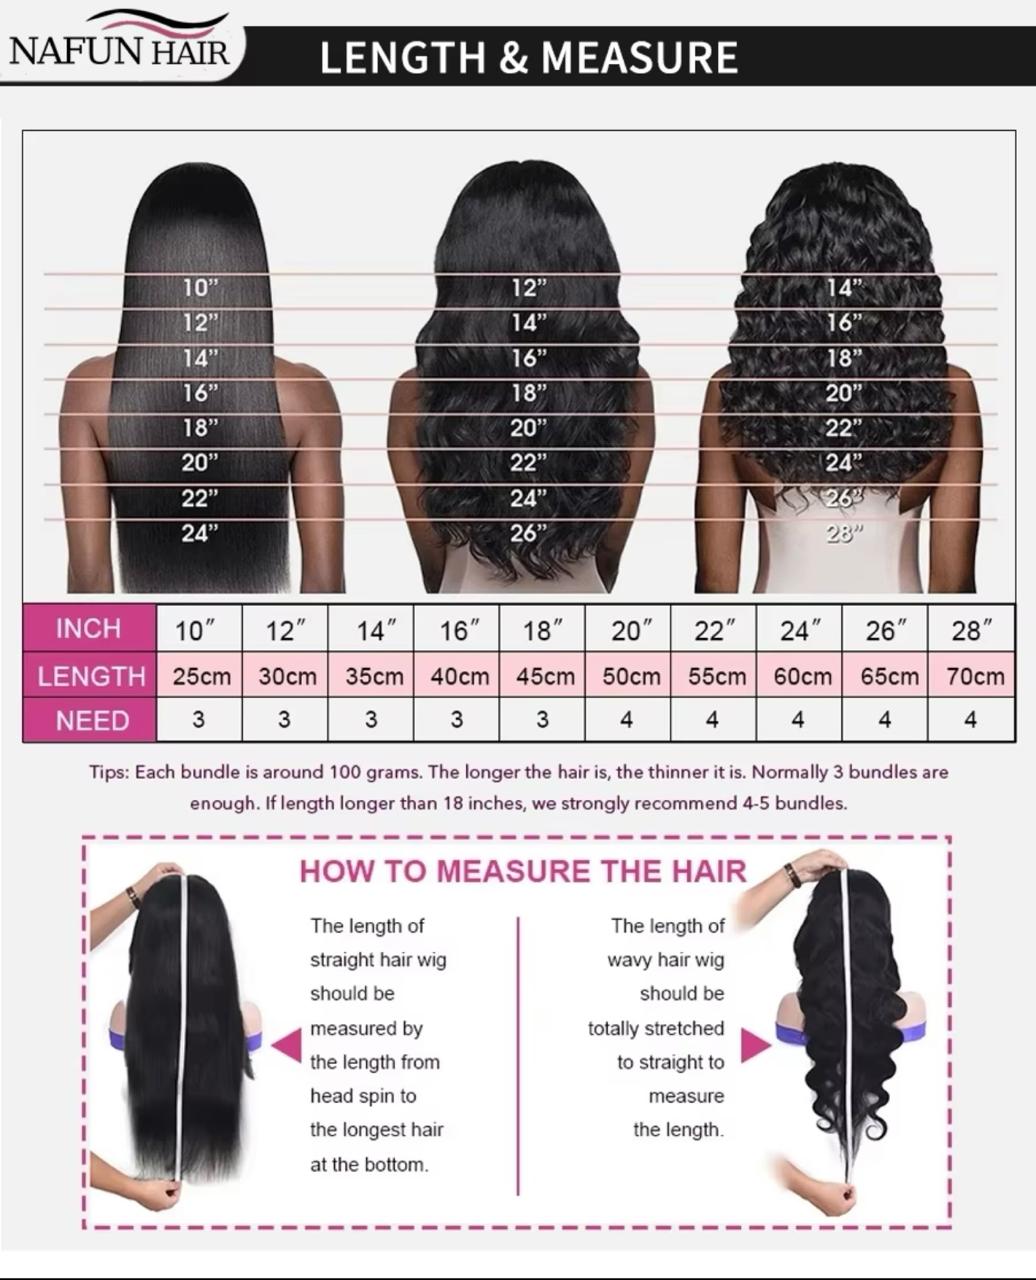 NAFUN HAIR
LENGTH & MEASURE
10” 12” 14”
12” 14” 16”
14” 16” 18”
16” 18” 20”
18” 20” 22”
20” 22” 24”
22” 24” 26”
24” 26” 28”
INCH 10″ 12″ 14″ 16″ 18″ 20″ 22″ 24″ 26″ 28″
LENGTH 25cm 30cm 35cm 40cm 45cm 50cm 55cm 60cm 65cm 70cm
NEED 3 3 3 3 3 4 4 4 4 4
Tips: Each bundle is around 100 grams. The longer the hair is, the thinner it is. Normally 3 bundles are
enough. If length longer than 18 inches, we strongly recommend 4-5 bundles.
HOW TO MEASURE THE HAIR
The length of
straight hair wig
should be
measured by
the length from
head spin to
the longest hair
at the bottom.
The length of
wavy hair wig
should be
totally stretched
to straight to
measure
the length.